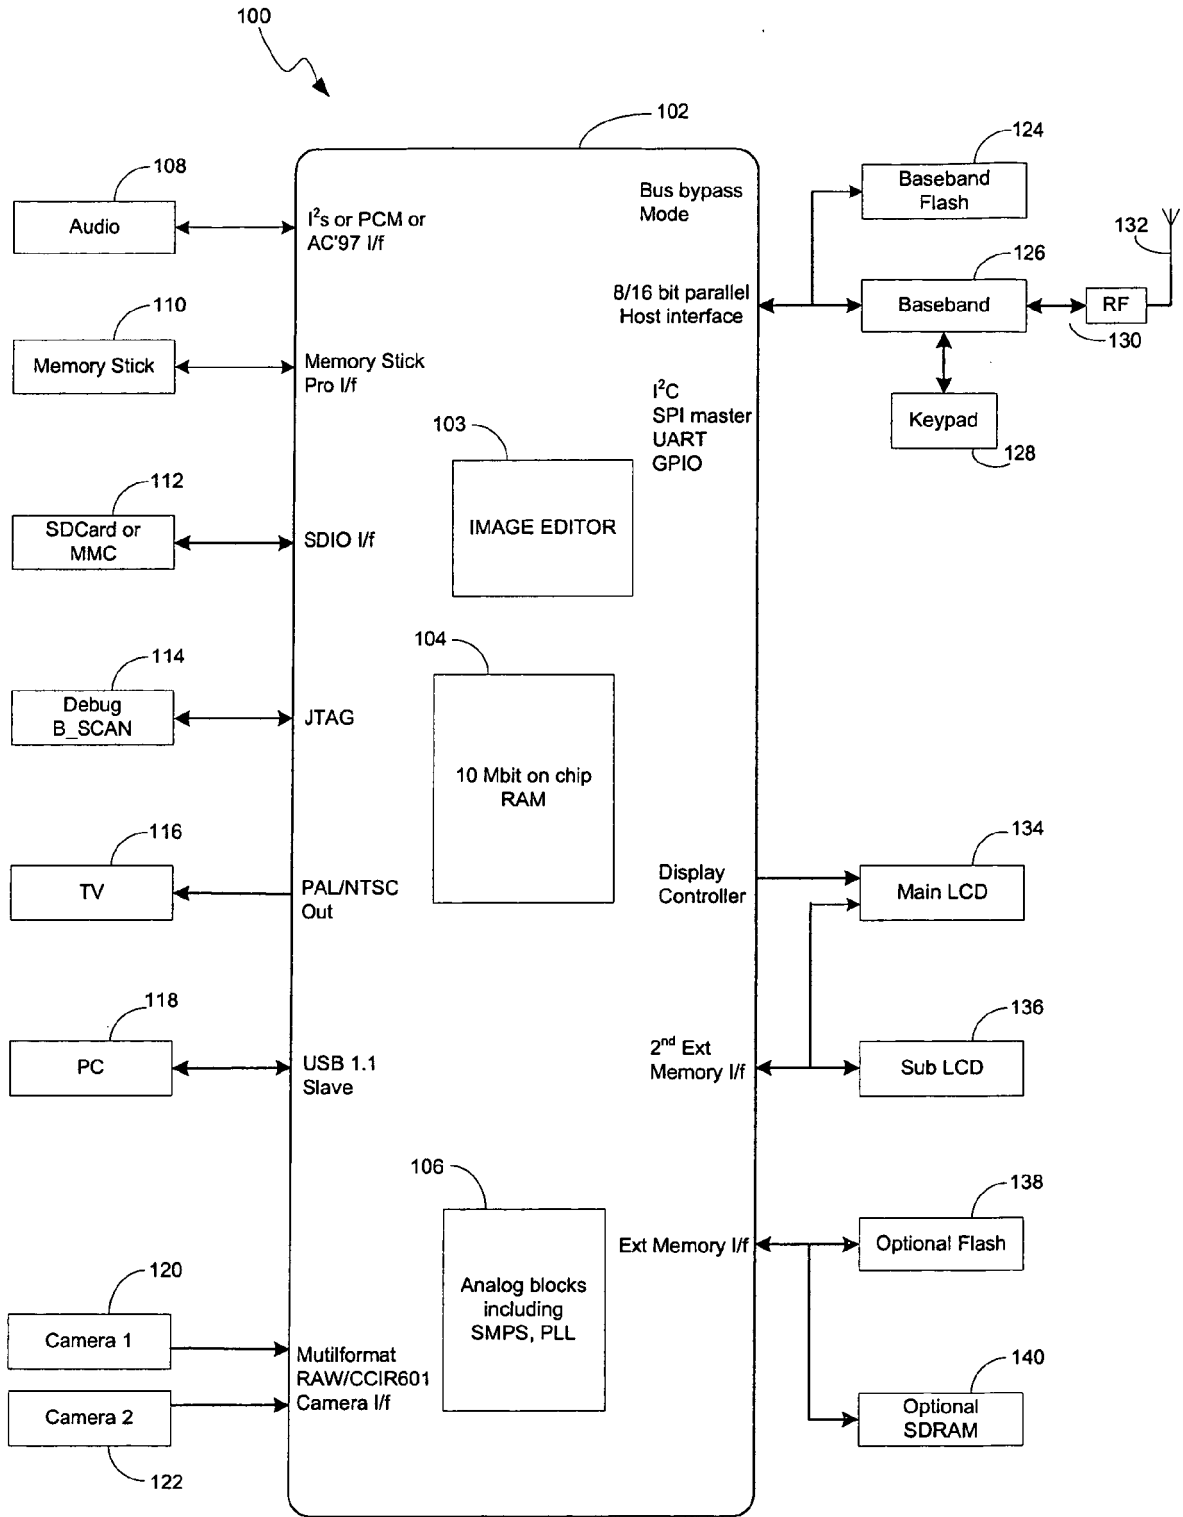 100
102
108
Audio
I²s or PCM or
AC'97 I/f
110
Memory Stick
Memory Stick
Pro I/f
112
SDCard or
MMC
SDIO I/f
114
Debug
B_SCAN
JTAG
116
TV
PAL/NTSC
Out
118
PC
USB 1.1
Slave
120
Camera 1
Camera 2
122
Mutilformat
RAW/CCIR601
Camera I/f
103
IMAGE EDITOR
104
10 Mbit on chip
RAM
106
Analog blocks
including
SMPS, PLL
Bus bypass
Mode
8/16 bit parallel
Host interface
I²C
SPI master
UART
GPIO
Display
Controller
2nd Ext
Memory I/f
Ext Memory I/f
124
Baseband
Flash
126
Baseband
130
RF
132
Keypad
128
134
Main LCD
136
Sub LCD
138
Optional Flash
140
Optional
SDRAM